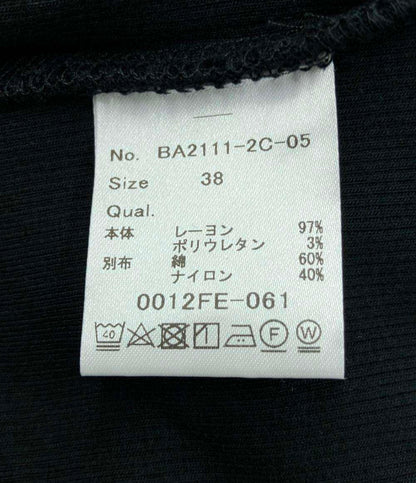 No. BA2111-2C-05
Size 38
Qual.
本体 レーヨン 97%
ポリウレタン 3%
別布 綿 60%
ナイロン 40%
0012FE-061
40 F W